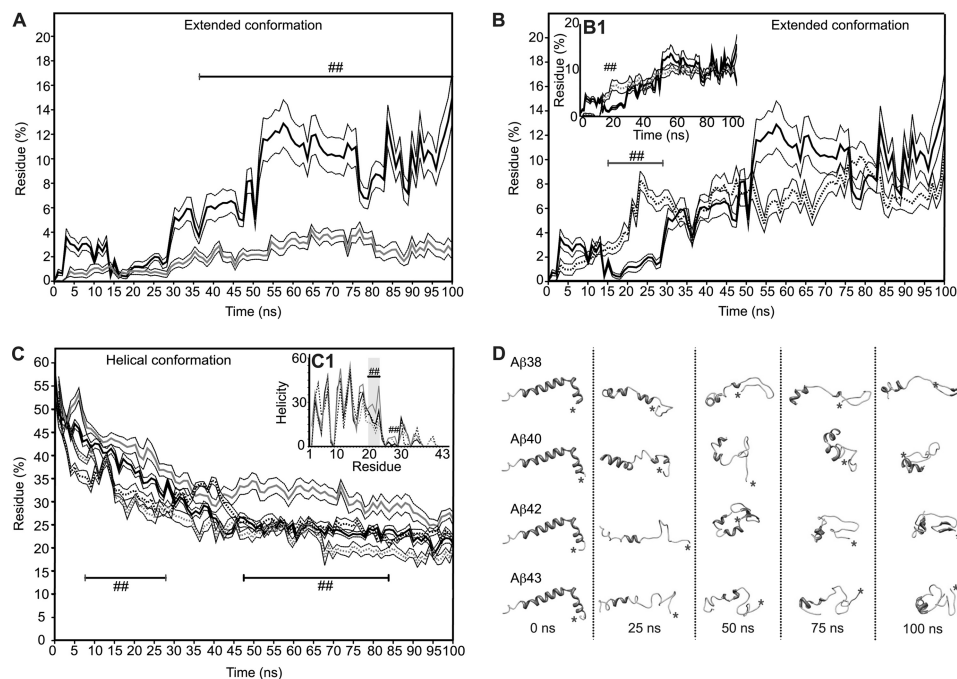 A
Extended conformation
20
18
16
14
12
10
8
6
4
2
0
Residue (%)
##
0 5 10 15 20 25 30 35 40 45 50 55 60 65 70 75 80 85 90 95 100
Time (ns)
B
Extended conformation
20
18
16
14
12
10
8
6
4
2
0
Residue (%)
##
0 5 10 15 20 25 30 35 40 45 50 55 60 65 70 75 80 85 90 95 100
Time (ns)
B1
20
10
0
Residue (%)
##
0 20 40 60 80 100
Time (ns)
C
Helical conformation
60
55
50
45
40
35
30
25
20
15
10
5
0
Residue (%)
##
##
0 5 10 15 20 25 30 35 40 45 50 55 60 65 70 75 80 85 90 95 100
Time (ns)
C1
60
30
0
Helicity
##
##
1 10 20 30 43
Residue
D
Aβ38
*
*
*
*
*
Aβ40
*
*
*
*
*
Aβ42
*
*
*
*
*
Aβ43
*
*
*
*
*
0 ns 25 ns 50 ns 75 ns 100 ns